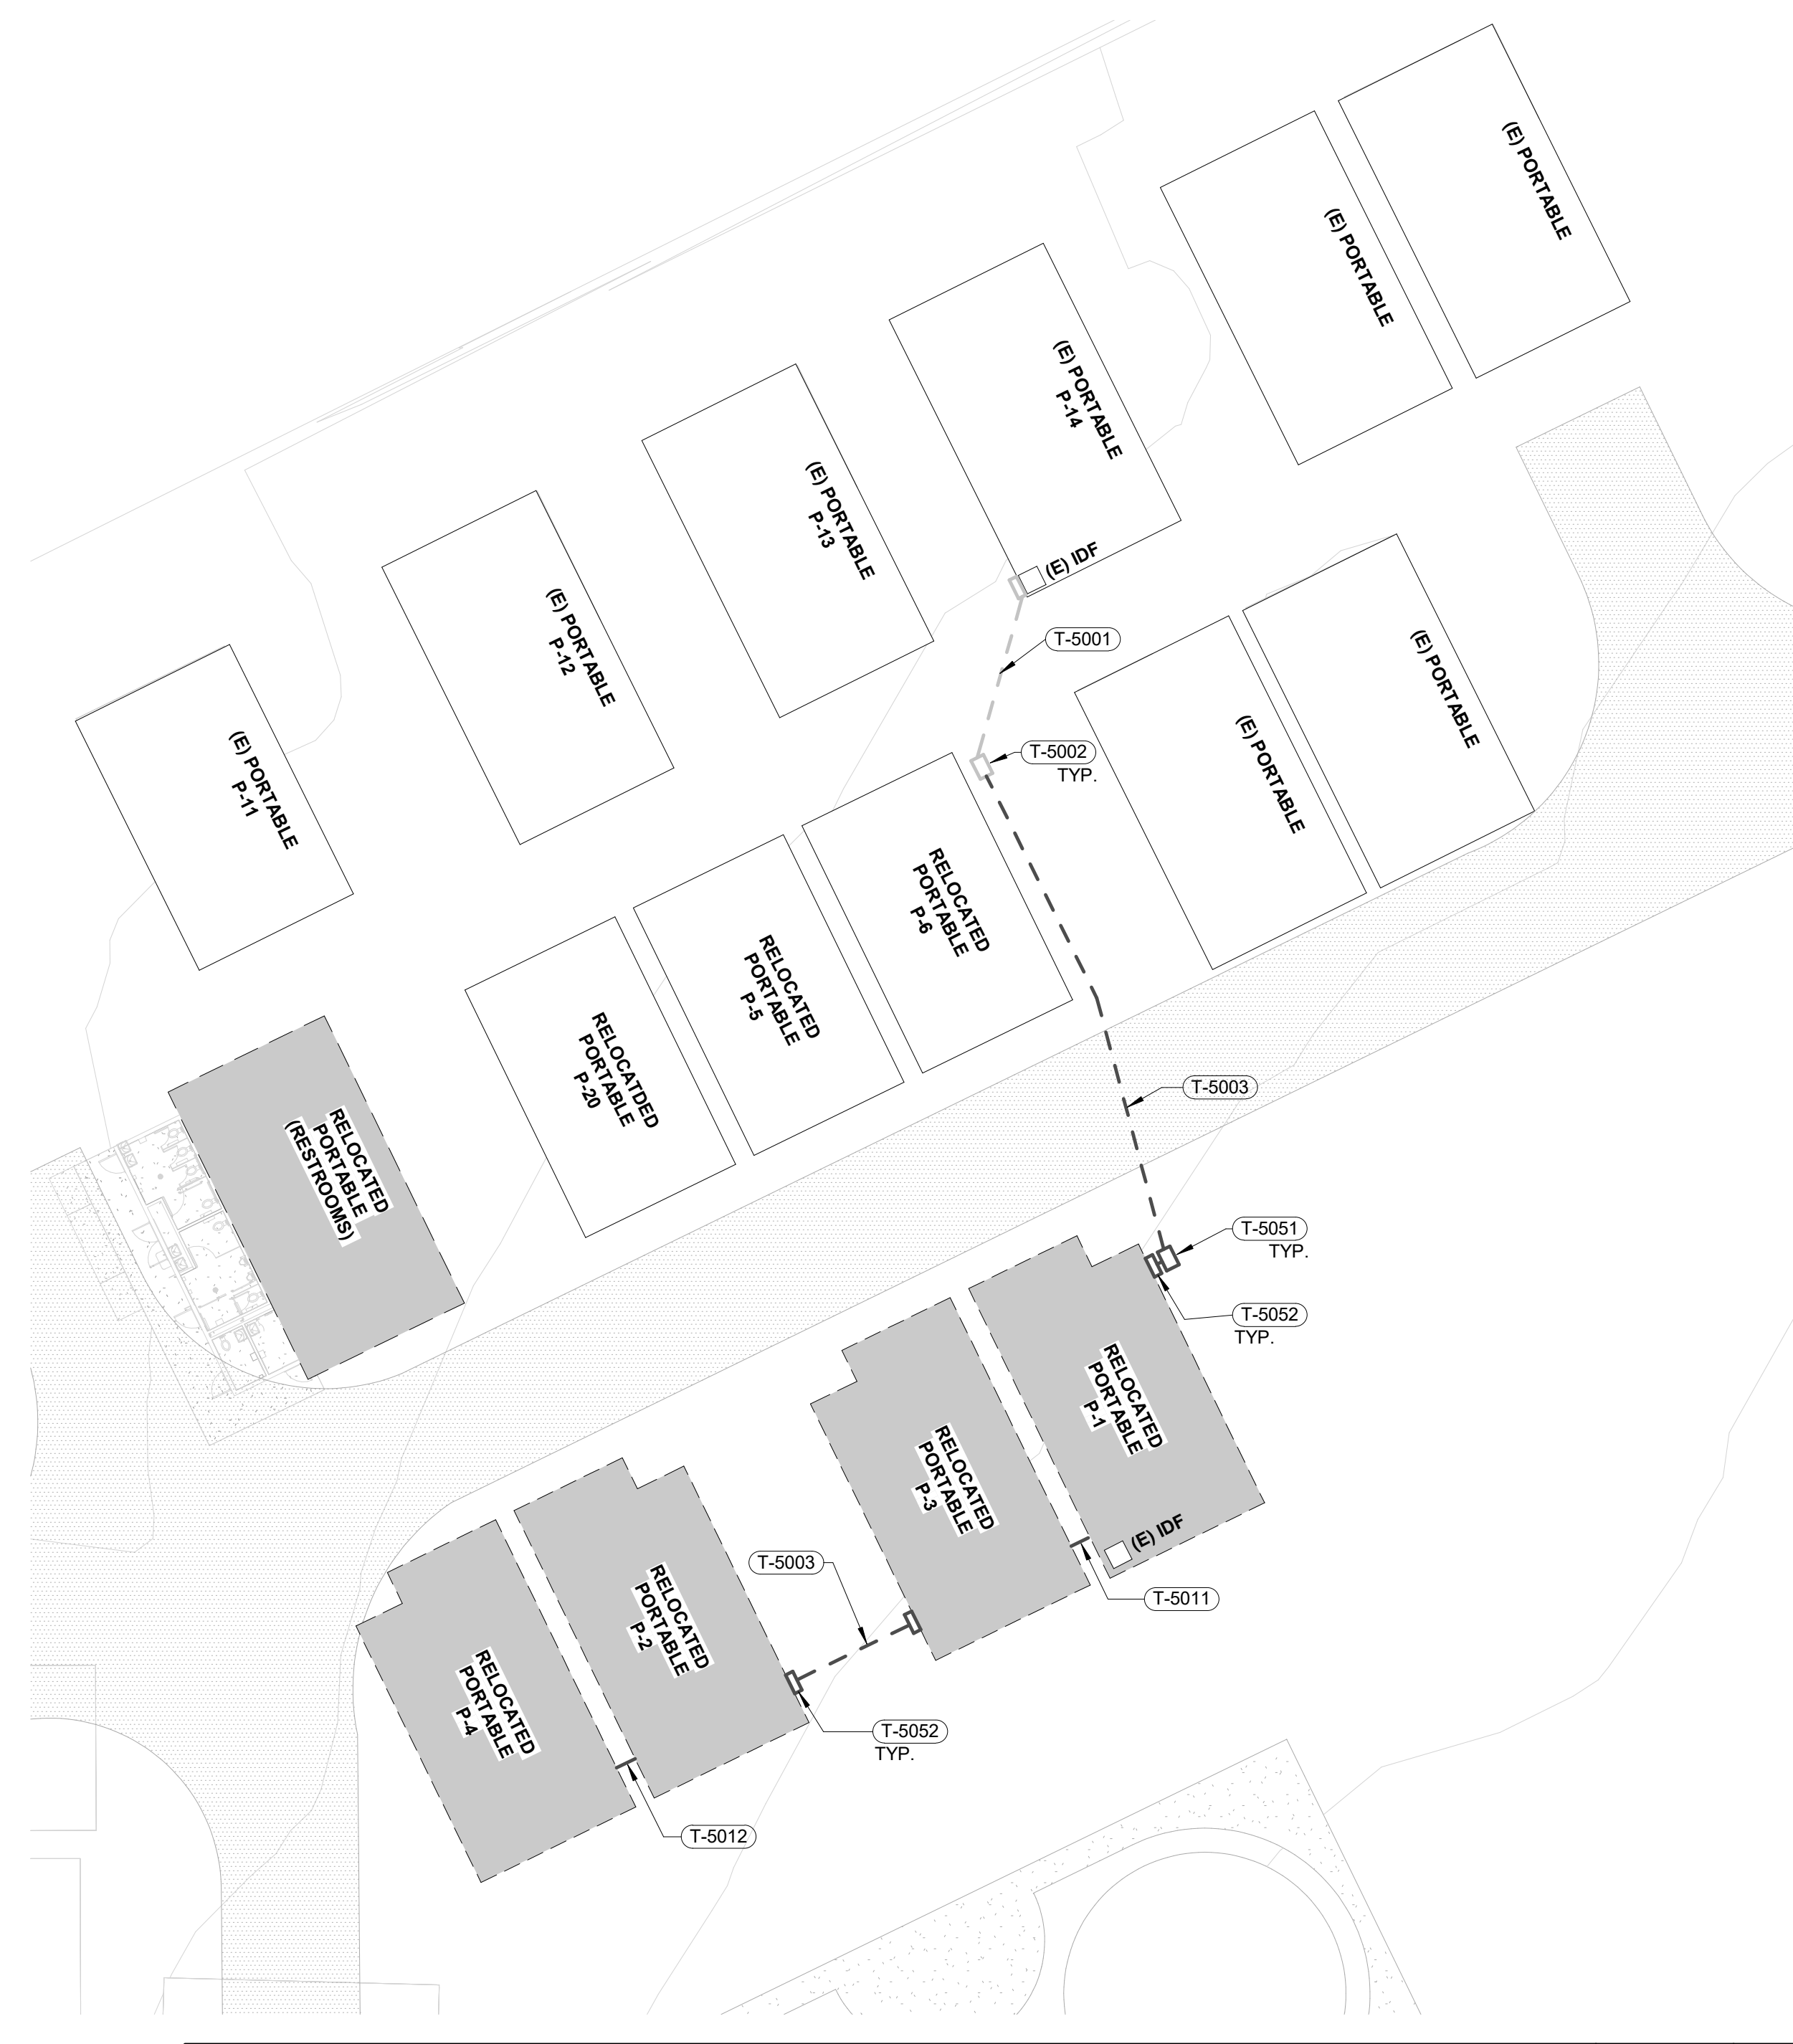 (E) PORTABLE
(E) PORTABLE
(E) PORTABLE
P-14
(E) PORTABLE
P-13
(E) IDF
(E) PORTABLE
P-12
T-5001
(E) PORTABLE
(E) PORTABLE
(E) PORTABLE
P-11
T-5002
TYP.
RELOCATED
PORTABLE
P-6
RELOCATED
PORTABLE
P-5
RELOCATDED
PORTABLE
P-20
T-5003
RELOCATED
PORTABLE
(RESTROOMS)
T-5051
TYP.
T-5052
TYP.
RELOCATED
PORTABLE
P-1
RELOCATED
PORTABLE
P-3
(E) IDF
T-5003
T-5011
RELOCATED
PORTABLE
P-2
RELOCATED
PORTABLE
P-4
T-5052
TYP.
T-5012